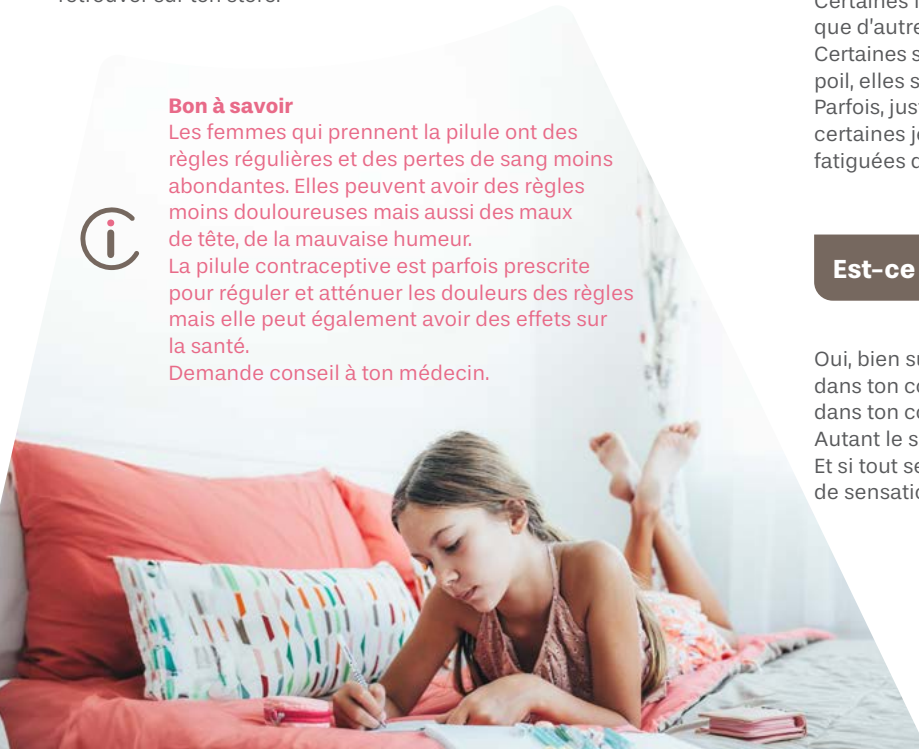 retrouver sur ton store.
Bon à savoir
Les femmes qui prennent la pilule ont des
règles régulières et des pertes de sang moins
abondantes. Elles peuvent avoir des règles
moins douloureuses mais aussi des maux
de tête, de la mauvaise humeur.
La pilule contraceptive est parfois prescrite
pour réguler et atténuer les douleurs des règles
mais elle peut également avoir des effets sur
la santé.
Demande conseil à ton médecin.
Certaines
que d'autre
Certaines s
poil, elles s
Parfois, jus
certaines je
fatiguées d
Est-ce
Oui, bien su
dans ton co
dans ton co
Autant le s
Et si tout se
de sensatio